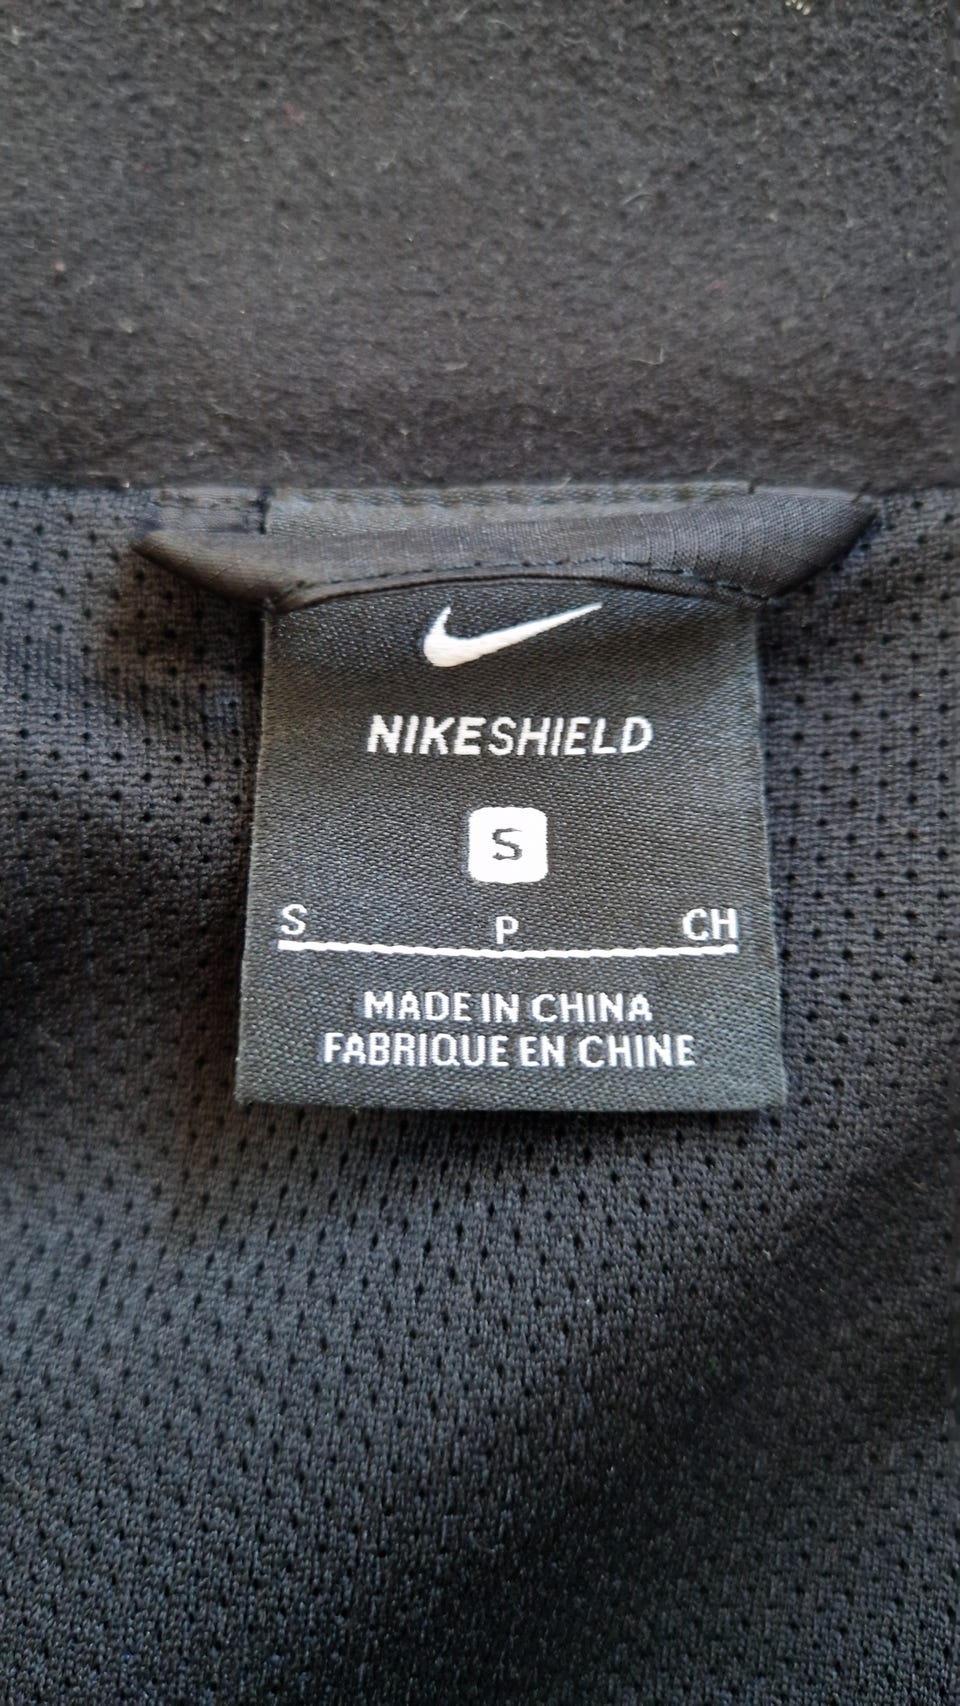 NIKESHIELD
S
S P CH
MADE IN CHINA
FABRIQUE EN CHINE